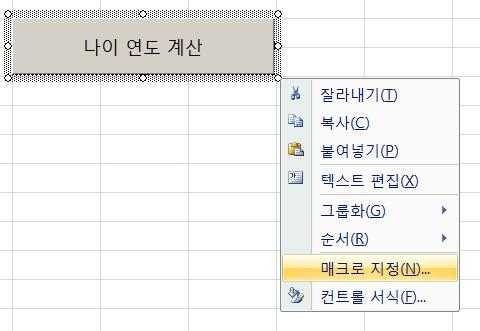 나이 연도 계산
잘라내기(T)
복사(C)
붙여넣기(P)
텍스트 편집(X)
그룹화(G)
순서(R)
매크로 지정(N)...
컨트롤 서식(F)...